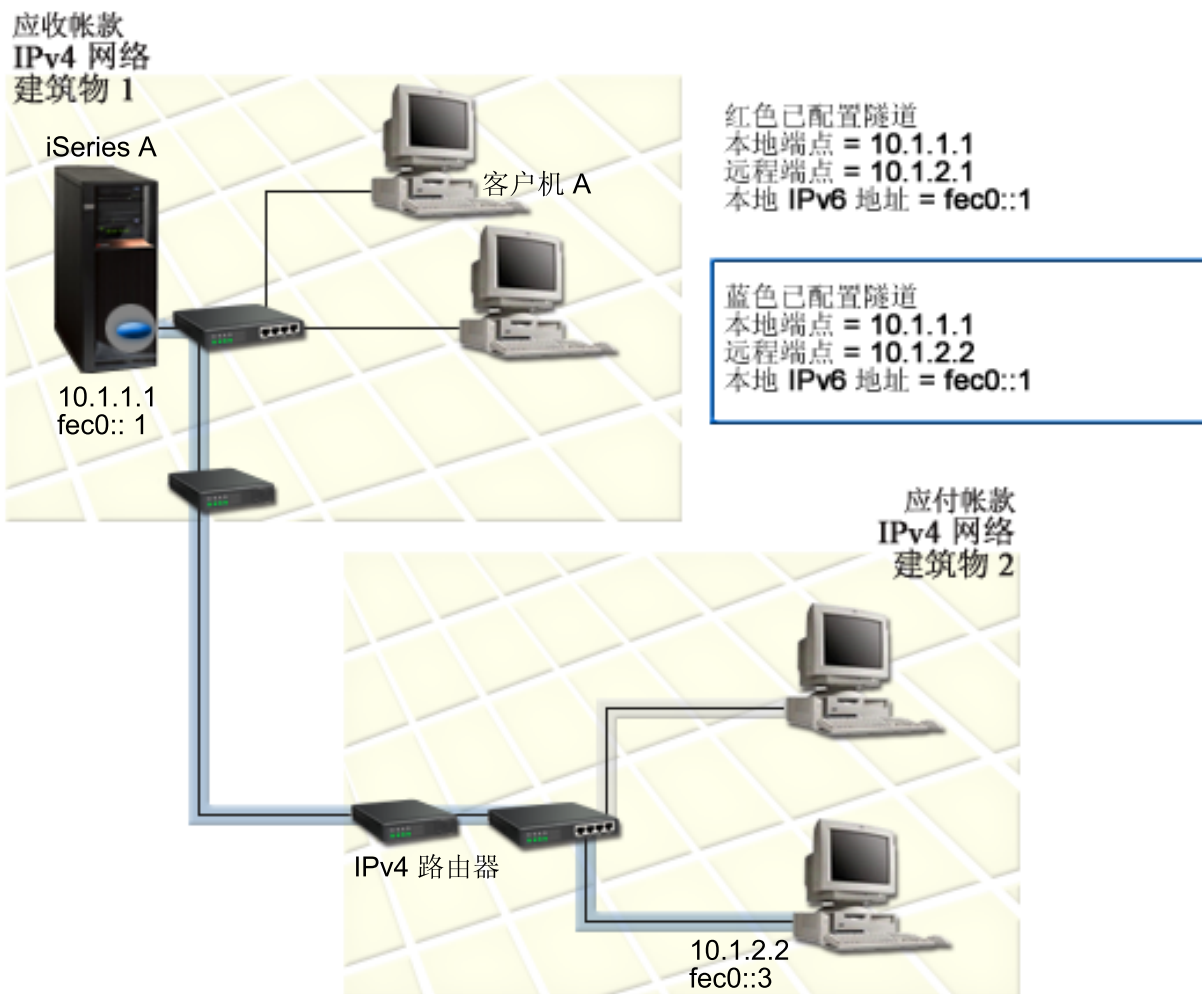 应收帐款
IPv4 网络
建筑物 1
iSeries A
客户机 A
10.1.1.1
fec0:: 1
红色已配置隧道
本地端点 = 10.1.1.1
远程端点 = 10.1.2.1
本地 IPv6 地址 = fec0::1
蓝色已配置隧道
本地端点 = 10.1.1.1
远程端点 = 10.1.2.2
本地 IPv6 地址 = fec0::1
应付帐款
IPv4 网络
建筑物 2
IPv4 路由器
10.1.2.2
fec0::3